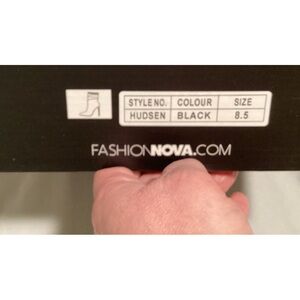 STYLE NO. COLOUR SIZE
HUDSEN BLACK 8.5
FASHIONNOVA.COM